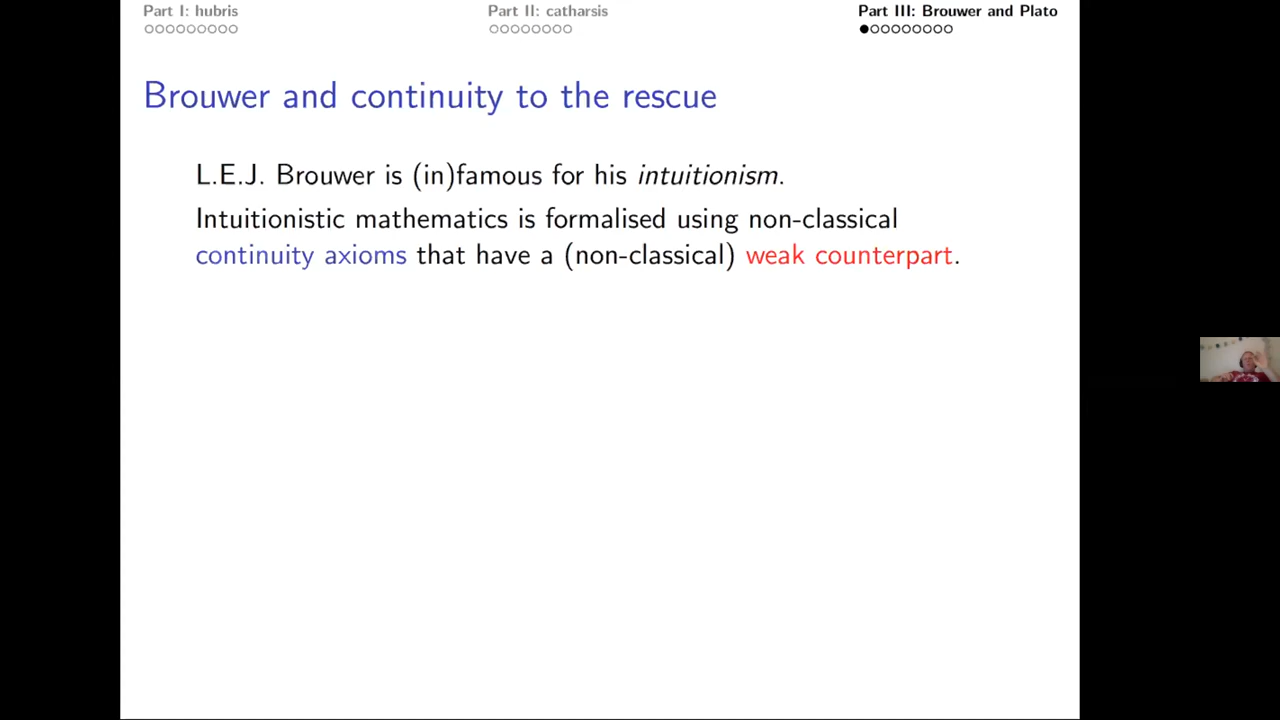 Part I: hubris
Part II: catharsis
Part III: Brouwer and Plato
Brouwer and continuity to the rescue
L.E.J. Brouwer is (in)famous for his intuitionism.
Intuitionistic mathematics is formalised using non-classical
continuity axioms that have a (non-classical) weak counterpart.